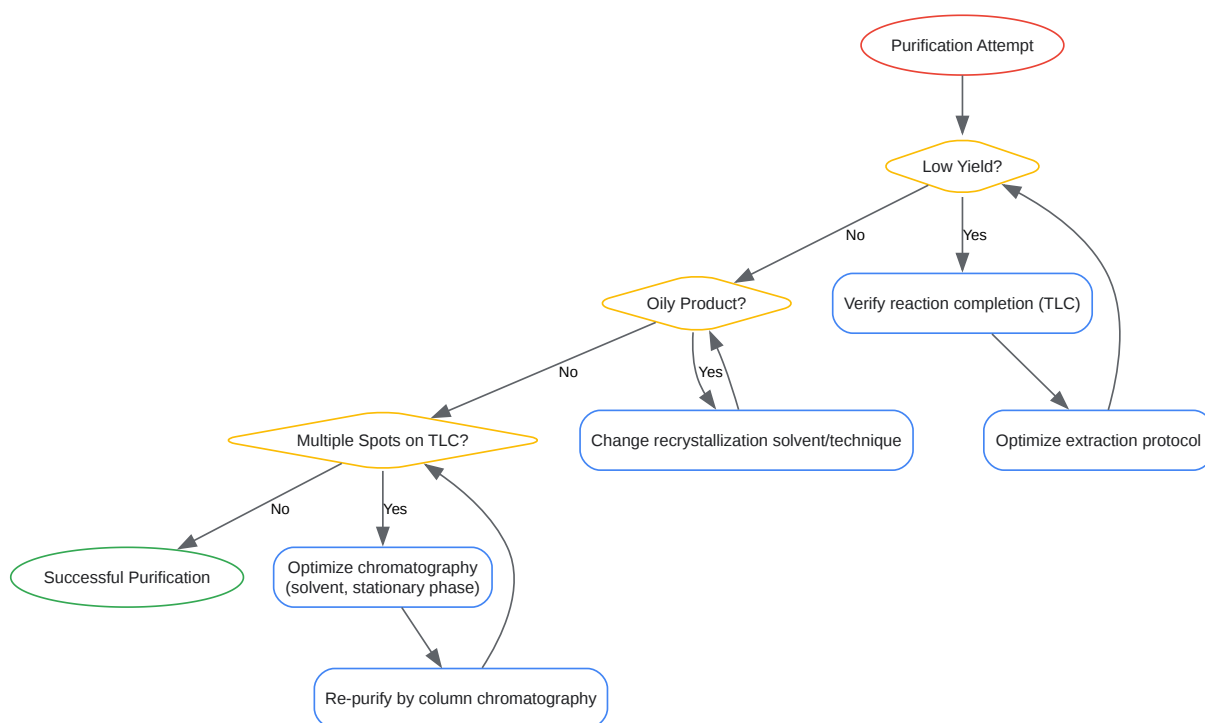 Purification Attempt
Low Yield?
No
Yes
Oily Product?
Verify reaction completion (TLC)
No
Yes
Multiple Spots on TLC?
Change recrystallization solvent/technique
Optimize extraction protocol
No
Yes
Successful Purification
Optimize chromatography
(solvent, stationary phase)
Re-purify by column chromatography